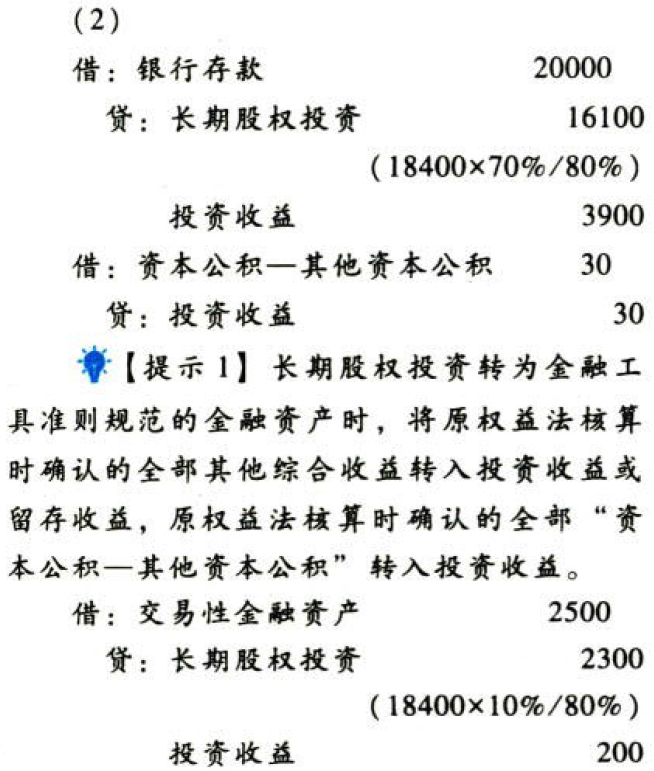 (2)
借：银行存款 20000
贷：长期股权投资 16100
(18400×70%/80%)
投资收益 3900
借：资本公积—其他资本公积 30
贷：投资收益 30
【提示1】长期股权投资转为金融工
具准则规范的金融资产时，将原权益法核算
时确认的全部其他综合收益转入投资收益或
留存收益，原权益法核算时确认的全部“资
本公积—其他资本公积”转入投资收益。
借：交易性金融资产 2500
贷：长期股权投资 2300
(18400×10%/80%)
投资收益 200